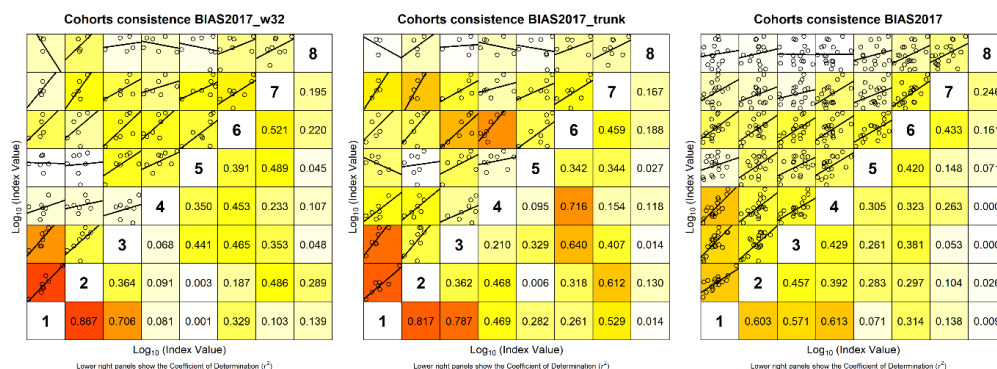 Cohorts consistence BIAS2017_w32
8
7 0.195
6 0.521 0.220
5 0.391 0.489 0.045
4 0.350 0.453 0.233 0.107
3 0.068 0.441 0.465 0.353 0.048
2 0.364 0.091 0.003 0.187 0.486 0.289
1 0.867 0.706 0.081 0.001 0.329 0.103 0.139
Log10 (Index Value)
Log10 (Index Value)
Lower right panels show the Coefficient of Determination (r²)
Cohorts consistence BIAS2017_trunk
8
7 0.167
6 0.459 0.188
5 0.342 0.344 0.027
4 0.095 0.716 0.154 0.118
3 0.210 0.329 0.640 0.407 0.014
2 0.362 0.468 0.006 0.318 0.612 0.130
1 0.817 0.787 0.469 0.282 0.261 0.529 0.014
Log10 (Index Value)
Log10 (Index Value)
Lower right panels show the Coefficient of Determination (r²)
Cohorts consistence BIAS2017
8
7
6 0.433
5 0.420 0.148
4 0.305 0.323 0.263
3 0.429 0.261 0.381 0.053
2 0.457 0.392 0.283 0.297 0.104
1 0.603 0.571 0.613 0.071 0.314 0.138
Log10 (Index Value)
Log10 (Index Value)
Lower right panels show the Coefficient of Determination (r²)